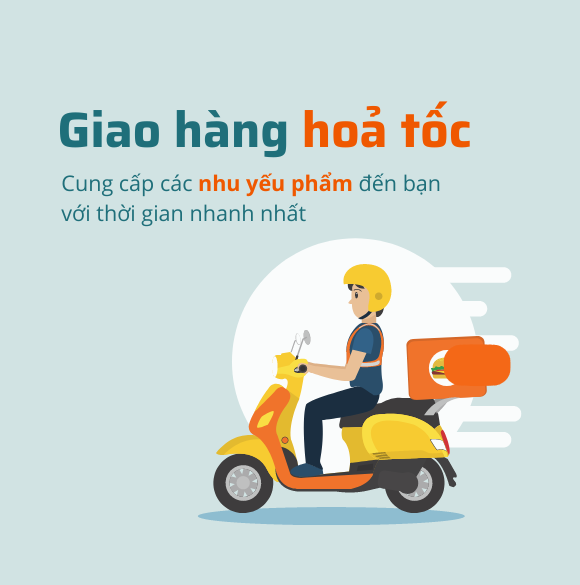 Giao hàng hoả tốc
Cung cấp các nhu yếu phẩm đến bạn
với thời gian nhanh nhất